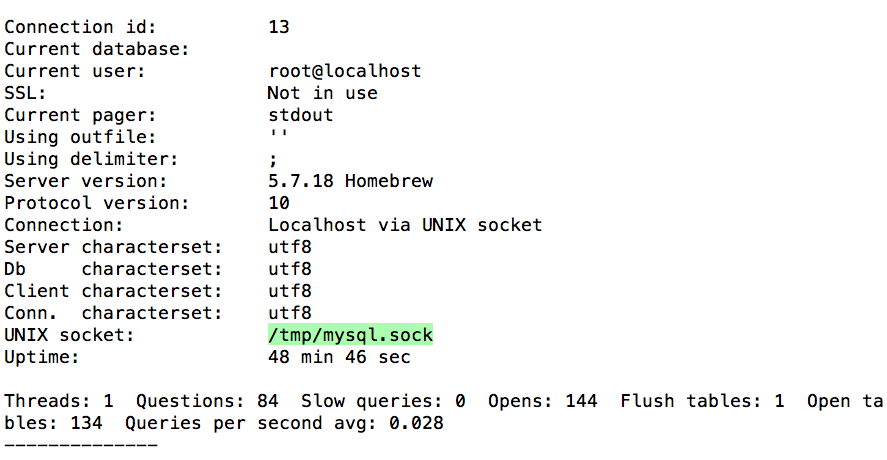 Connection id:          13
Current database:
Current user:           root@localhost
SSL:                    Not in use
Current pager:          stdout
Using outfile:          ''
Using delimiter:        ;
Server version:         5.7.18 Homebrew
Protocol version:       10
Connection:             Localhost via UNIX socket
Server characterset:    utf8
Db     characterset:    utf8
Client characterset:    utf8
Conn.  characterset:    utf8
UNIX socket:            /tmp/mysql.sock
Uptime:                 48 min 46 sec

Threads: 1  Questions: 84  Slow queries: 0  Opens: 144  Flush tables: 1  Open ta
bles: 134  Queries per second avg: 0.028
--------------